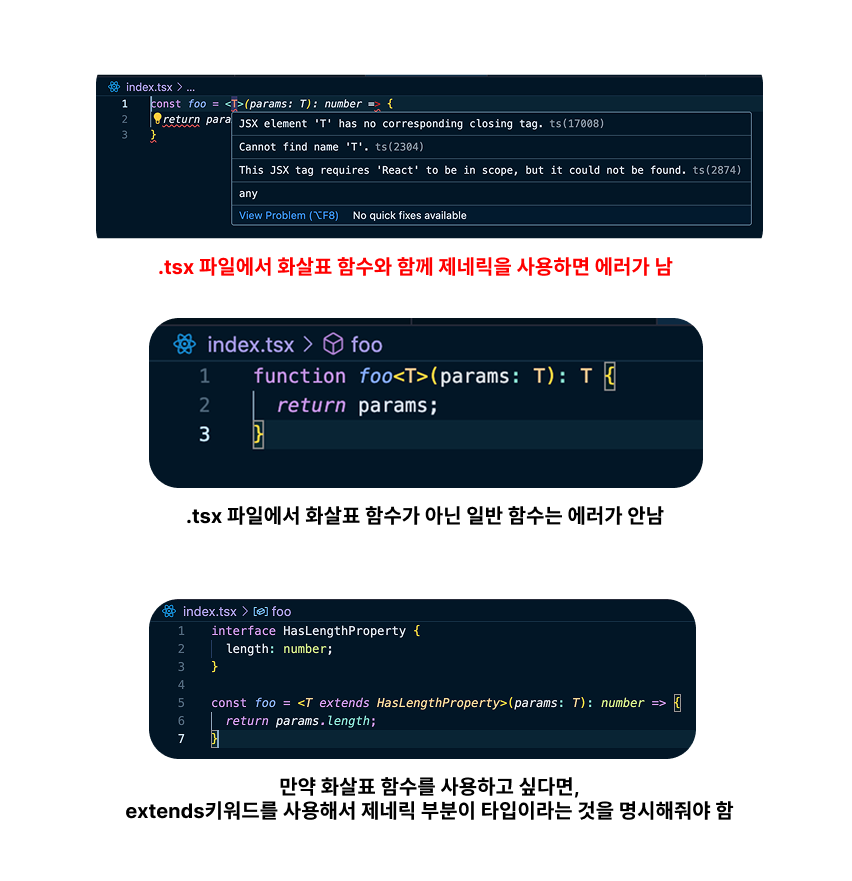 index.tsx > ...
1 const foo = <T>(params: T): number => {
2 return para
3 }
JSX element 'T' has no corresponding closing tag. ts(17008)
Cannot find name 'T'. ts(2304)
This JSX tag requires 'React' to be in scope, but it could not be found. ts(2874)
any
View Problem (⌥F8) No quick fixes available
.tsx 파일에서 화살표 함수와 함께 제네릭을 사용하면 에러가 남
index.tsx > foo
1 function foo<T>(params: T): T {
2 return params;
3 }
.tsx 파일에서 화살표 함수가 아닌 일반 함수는 에러가 안남
index.tsx > foo
1 interface HasLengthProperty {
2 length: number;
3 }
4
5 const foo = <T extends HasLengthProperty>(params: T): number => {
6 return params.length;
7 }
만약 화살표 함수를 사용하고 싶다면,
extends키워드를 사용해서 제네릭 부분이 타입이라는 것을 명시해줘야 함